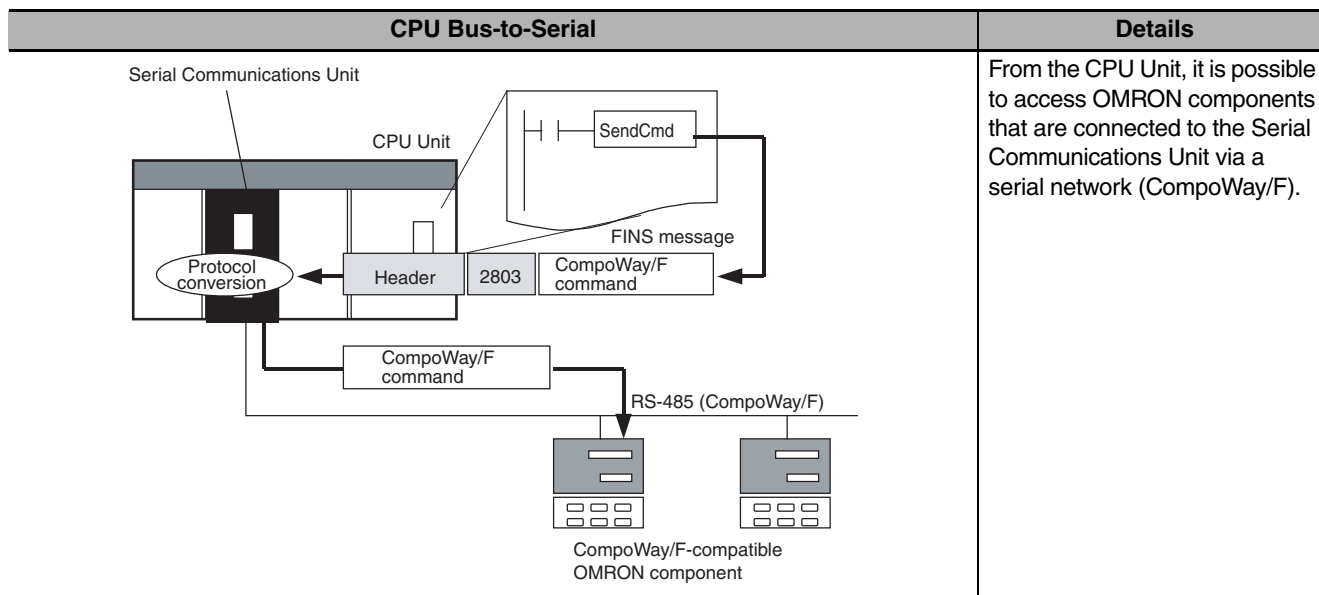 CPU Bus-to-Serial
Details
Serial Communications Unit
CPU Unit
SendCmd
FINS message
Protocol
conversion
Header
2803
CompoWay/F
command
CompoWay/F
command
RS-485 (CompoWay/F)
CompoWay/F-compatible
OMRON component
From the CPU Unit, it is possible
to access OMRON components
that are connected to the Serial
Communications Unit via a
serial network (CompoWay/F).